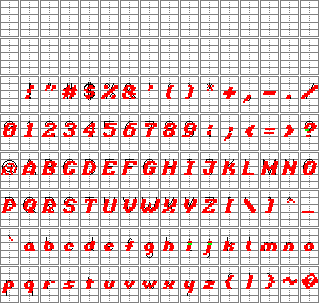 ! " # $ % & ' ( ) * + , - . /
0 1 2 3 4 5 6 7 8 9 : ; < = > ?
@ A B C D E F G H I J K L M N O
P Q R S T U V W X Y Z [ \ ] ^ _
` a b c d e f g h i j k l m n o
p q r s t u v w x y z { | } ~